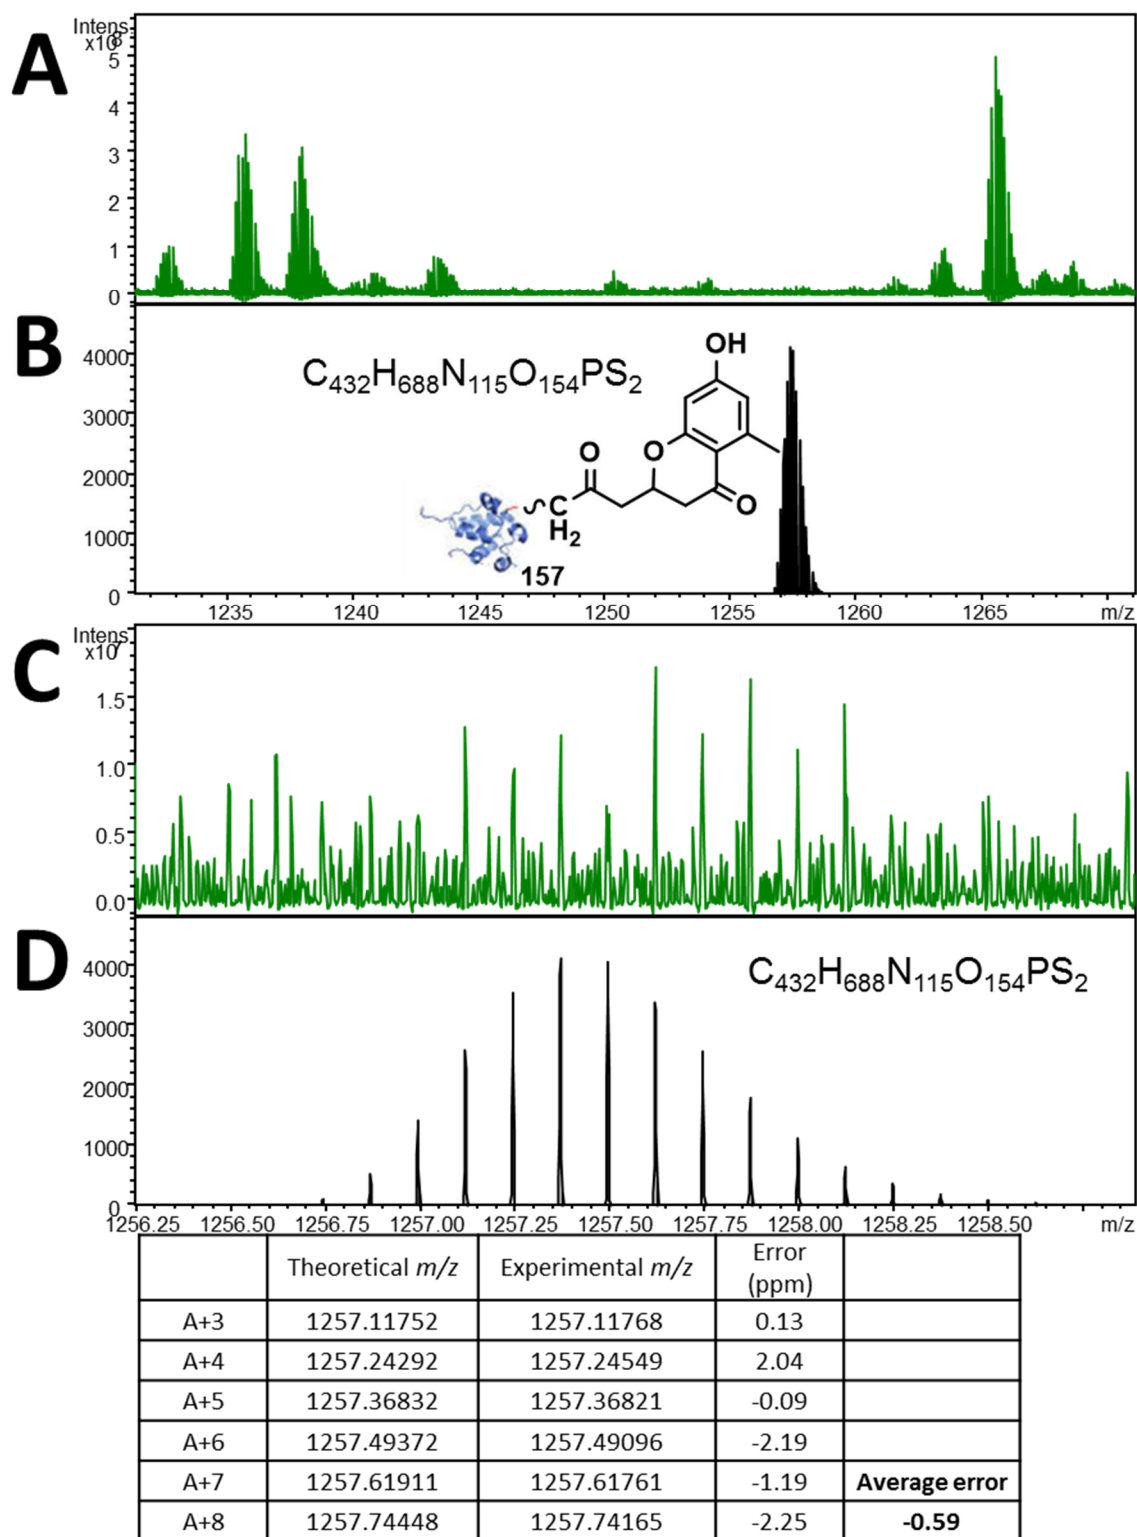 A
Intens
x10⁸
5
4
3
2
1
0
B
4000
3000
2000
1000
0
C₄₃₂H₆₈₈N₁₁₅O₁₅₄PS₂
OH
O
O
O
C
H₂
157
1235 1240 1245 1250 1255 1260 1265 m/z
C
Intens
x10⁷
1.5
1.0
0.5
0.0
D
4000
3000
2000
1000
0
C₄₃₂H₆₈₈N₁₁₅O₁₅₄PS₂
1256.25 1256.50 1256.75 1257.00 1257.25 1257.50 1257.75 1258.00 1258.25 1258.50 m/z
Theoretical m/z Experimental m/z Error (ppm)
A+3 1257.11752 1257.11768 0.13
A+4 1257.24292 1257.24549 2.04
A+5 1257.36832 1257.36821 -0.09
A+6 1257.49372 1257.49096 -2.19
A+7 1257.61911 1257.61761 -1.19 Average error
A+8 1257.74448 1257.74165 -2.25 -0.59